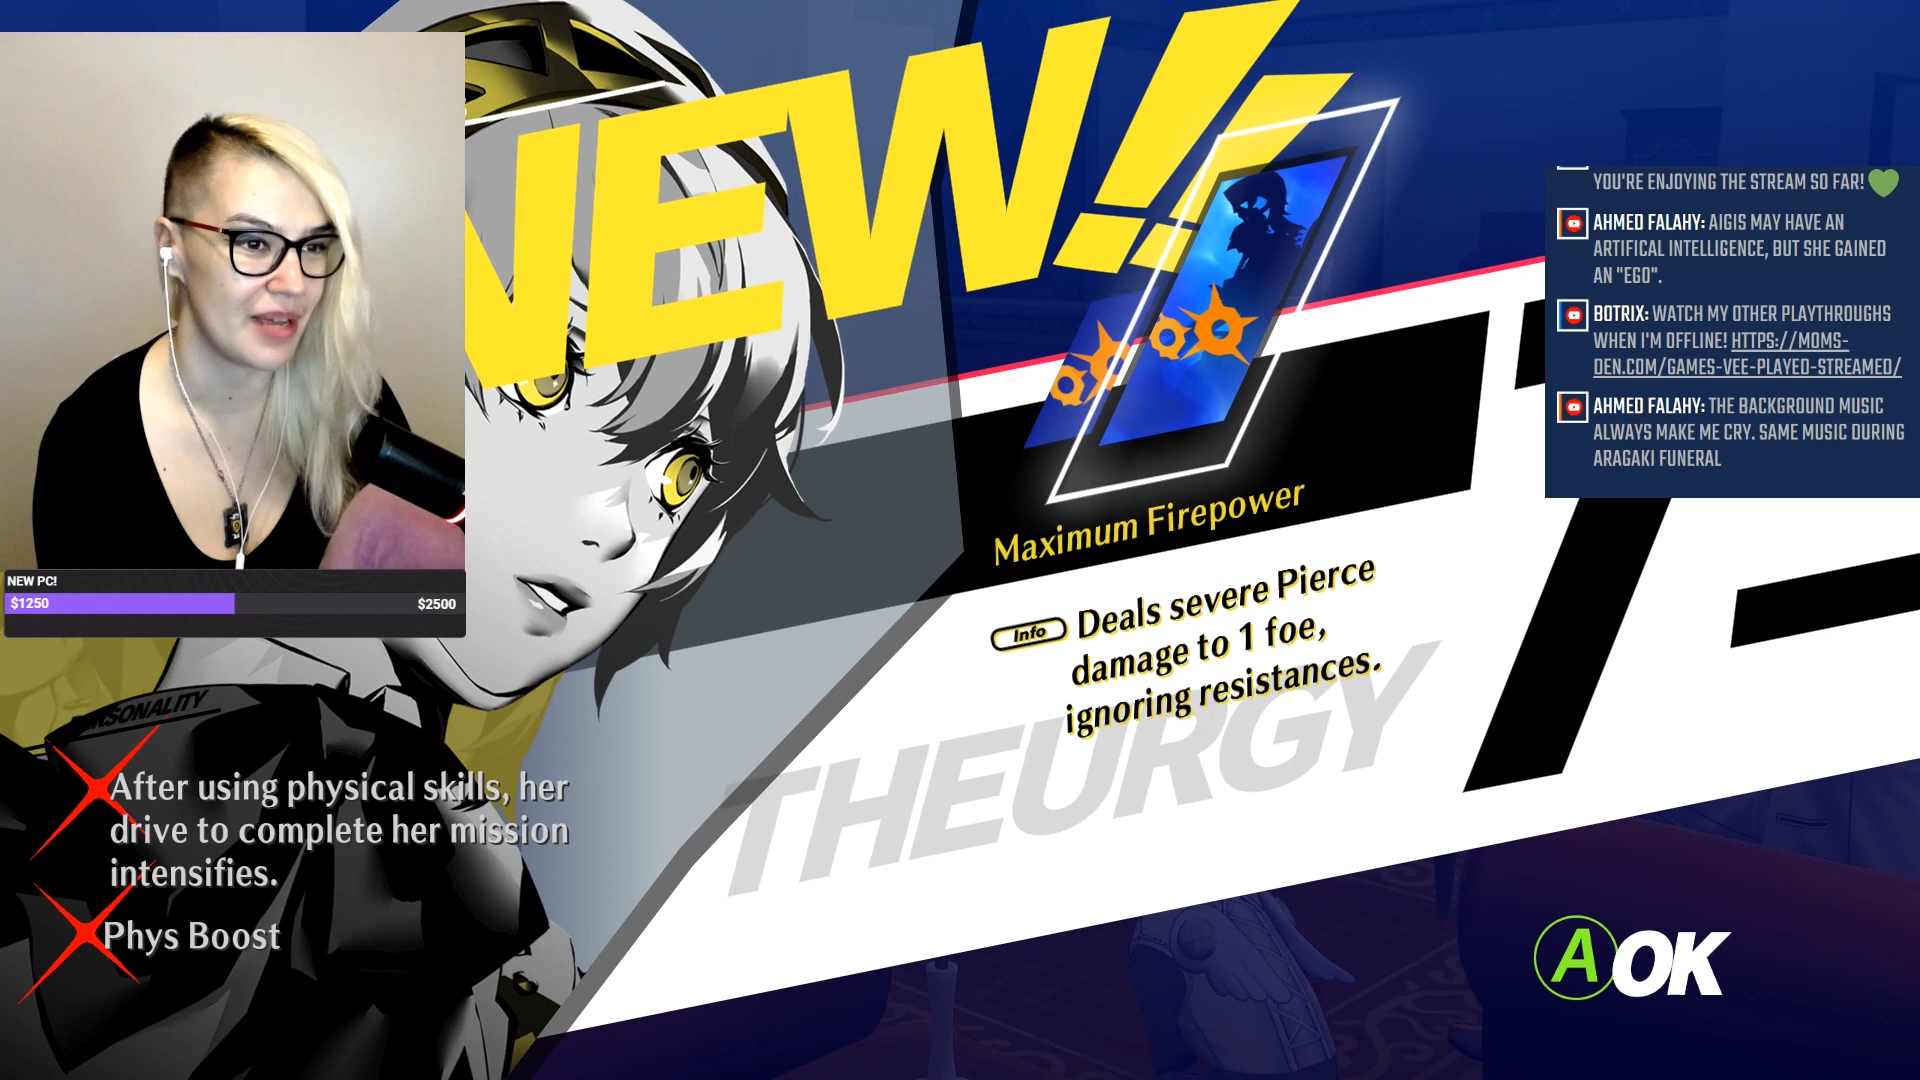 NEW!!
Maximum Firepower
Info
Deals severe Pierce
damage to 1 foe,
ignoring resistances.
THEURGY
YOU'RE ENJOYING THE STREAM SO FAR!
AHMED FALAHY: AIGIS MAY HAVE AN
ARTIFICAL INTELLIGENCE, BUT SHE GAINED
AN "EGO".
BOTRIX: WATCH MY OTHER PLAYTHROUGHS
WHEN I'M OFFLINE! HTTPS://MOMS-
DEN.COM/GAMES-VEE-PLAYED-STREAMED/
AHMED FALAHY: THE BACKGROUND MUSIC
ALWAYS MAKE ME CRY. SAME MUSIC DURING
ARAGAKI FUNERAL
NEW PC!
$1250 $2500
After using physical skills, her
drive to complete her mission
intensifies.
Phys Boost
A OK